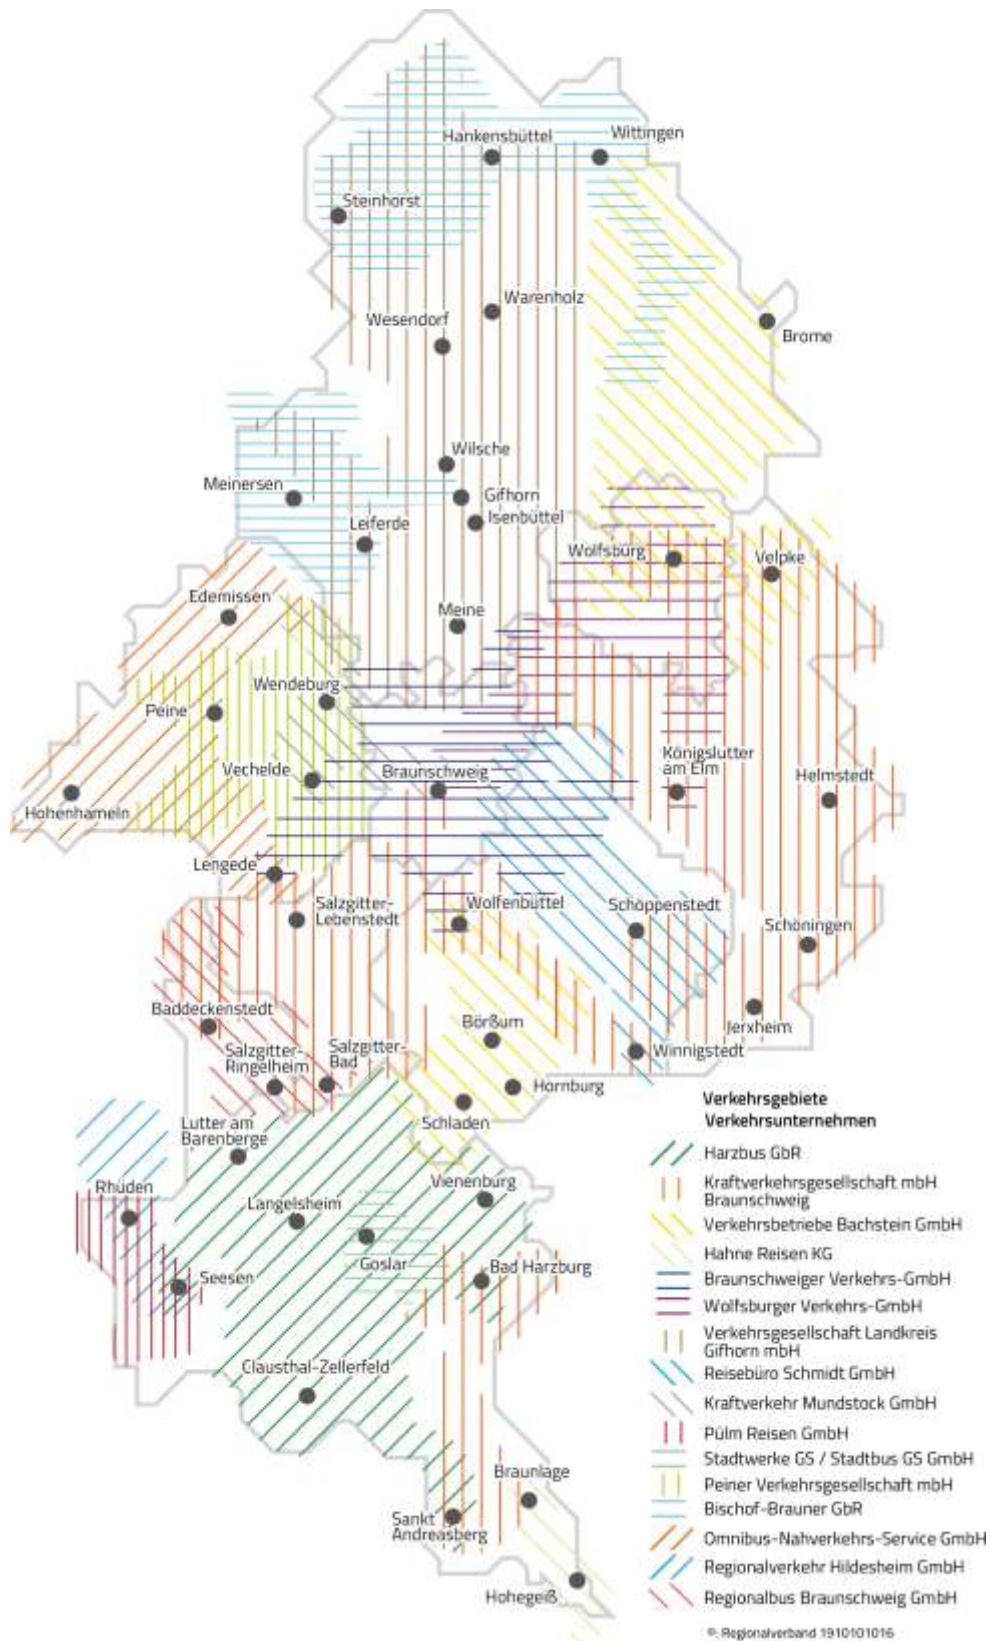 Hankensbüttel
Wittingen
Steinhorst
Warenholz
Wesendorf
Brome
Wilsche
Meinersen
Gifhorn
Isenbüttel
Leiferde
Wolfsburg
Velpke
Edemissen
Meine
Wendeburg
Peine
Königslutter
am Elm
Vechelde
Braunschweig
Helmstedt
Hohenhameln
Lengede
Salzgitter-
Lebenstedt
Wolfenbüttel
Schöppenstedt
Schöningen
Baddeckenstedt
Börßum
Jerxheim
Salzgitter-
Ringelheim
Salzgitter-
Bad
Winnigstedt
Hornburg
Schladen
Lutter am
Barenberge
Rhüden
Vienenburg
Langelsheim
Goslar
Bad Harzburg
Seesen
Clausthal-Zellerfeld
Braunlage
Sankt
Andreasberg
Hohegeiß
Verkehrsgebiete
Verkehrsunternehmen
Harzbus GbR
Kraftverkehrsgesellschaft mbH
Braunschweig
Verkehrsbetriebe Bachstein GmbH
Hahne Reisen KG
Braunschweiger Verkehrs-GmbH
Wolfsburger Verkehrs-GmbH
Verkehrsgesellschaft Landkreis
Gifhorn mbH
Reisebüro Schmidt GmbH
Kraftverkehr Mundstock GmbH
Pülm Reisen GmbH
Stadtwerke GS / Stadtbus GS GmbH
Peiner Verkehrsgesellschaft mbH
Bischof-Brauner GbR
Omnibus-Nahverkehrs-Service GmbH
Regionalverkehr Hildesheim GmbH
Regionalbus Braunschweig GmbH
©: Regionalverband 1910101016